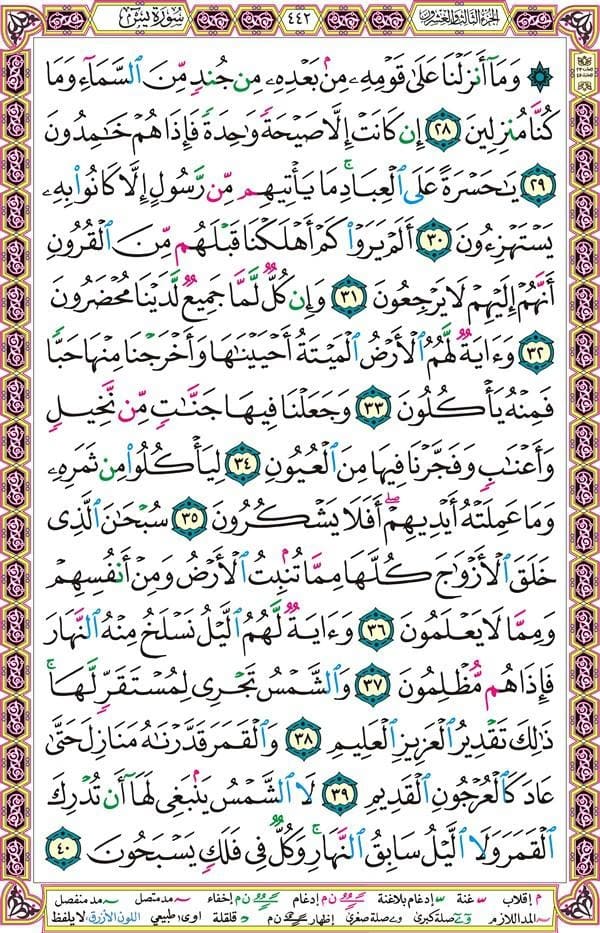 الجزء الثالث والعشرون ٤٤٢ سورة يس
۞ وَمَآ أَنزَلْنَا عَلَىٰ قَوْمِهِۦ مِنۢ بَعْدِهِۦ مِن جُندٍ مِّنَ ٱلسَّمَآءِ وَمَا
كُنَّا مُنزِلِينَ ٢٨ إِن كَانَتْ إِلَّا صَيْحَةً وَٰحِدَةً فَإِذَا هُمْ خَٰمِدُونَ
٢٩ يَٰحَسْرَةً عَلَى ٱلْعِبَادِ ۚ مَا يَأْتِيهِم مِّن رَّسُولٍ إِلَّا كَانُوا۟ بِهِۦ
يَسْتَهْزِءُونَ ٣٠ أَلَمْ يَرَوْا۟ كَمْ أَهْلَكْنَا قَبْلَهُم مِّنَ ٱلْقُرُونِ
أَنَّهُمْ إِلَيْهِمْ لَا يَرْجِعُونَ ٣١ وَإِن كُلٌّ لَّمَّا جَمِيعٌ لَّدَيْنَا مُحْضَرُونَ
٣٢ وَءَايَةٌ لَّهُمُ ٱلْأَرْضُ ٱلْمَيْتَةُ أَحْيَيْنَٰهَا وَأَخْرَجْنَا مِنْهَا حَبًّا
فَمِنْهُ يَأْكُلُونَ ٣٣ وَجَعَلْنَا فِيهَا جَنَّٰتٍ مِّن نَّخِيلٍ
وَأَعْنَٰبٍ وَفَجَّرْنَا فِيهَا مِنَ ٱلْعُيُونِ ٣٤ لِيَأْكُلُوا۟ مِن ثَمَرِهِۦ
وَمَا عَمِلَتْهُ أَيْدِيهِمْ ۖ أَفَلَا يَشْكُرُونَ ٣٥ سُبْحَٰنَ ٱلَّذِى
خَلَقَ ٱلْأَزْوَٰجَ كُلَّهَا مِمَّا تُنۢبِتُ ٱلْأَرْضُ وَمِنْ أَنفُسِهِمْ
وَمِمَّا لَا يَعْلَمُونَ ٣٦ وَءَايَةٌ لَّهُمُ ٱلَّيْلُ نَسْلَخُ مِنْهُ ٱلنَّهَارَ
فَإِذَا هُم مُّظْلِمُونَ ٣٧ وَٱلشَّمْسُ تَجْرِى لِمُسْتَقَرٍّ لَّهَا ۚ
ذَٰلِكَ تَقْدِيرُ ٱلْعَزِيزِ ٱلْعَلِيمِ ٣٨ وَٱلْقَمَرَ قَدَّرْنَٰهُ مَنَازِلَ حَتَّىٰ
عَادَ كَٱلْعُرْجُونِ ٱلْقَدِيمِ ٣٩ لَا ٱلشَّمْسُ يَنۢبَغِى لَهَآ أَن تُدْرِكَ
ٱلْقَمَرَ وَلَا ٱلَّيْلُ سَابِقُ ٱلنَّهَارِ ۚ وَكُلٌّ فِى فَلَكٍ يَسْبَحُونَ ٤٠
م إقلاب غنة إدغام بلاغنة ن م إدغام ن م إخفاء مد متصل مد منفصل
المد اللازم صلة كبرى صلة صغرى إظهار ن م قلقلة اوى طبيعي اللون الأزرق لا يلفظ